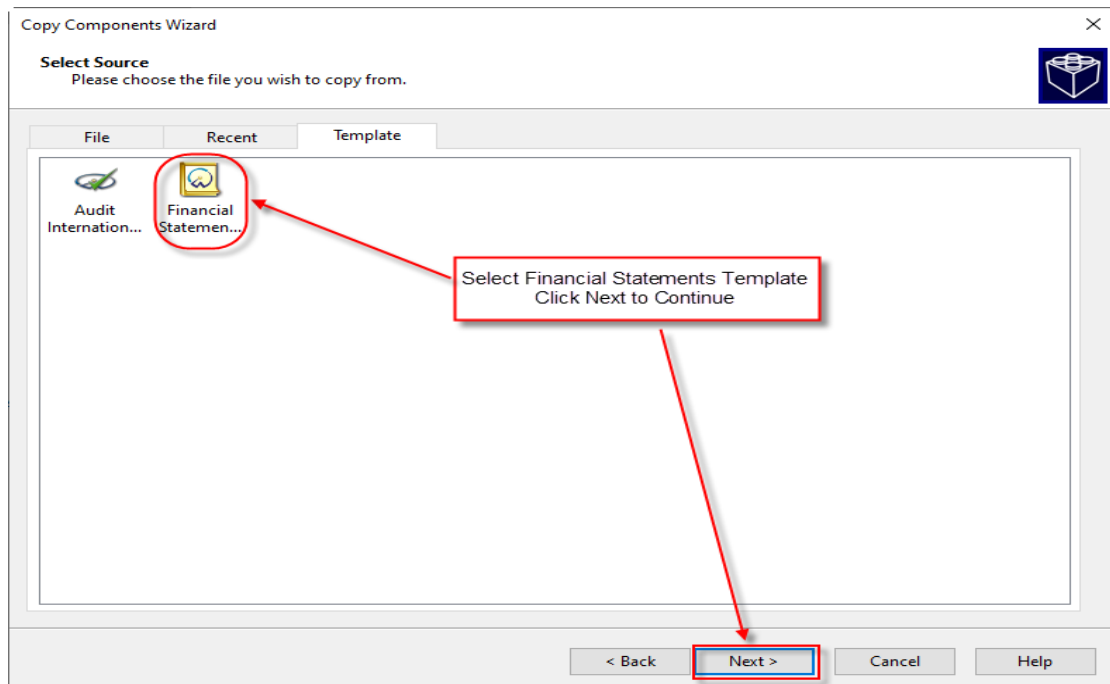 Copy Components Wizard
Select Source
Please choose the file you wish to copy from.
File
Recent
Template
Audit
Internation...
Financial
Statemen...
Select Financial Statements Template
Click Next to Continue
< Back
Next >
Cancel
Help